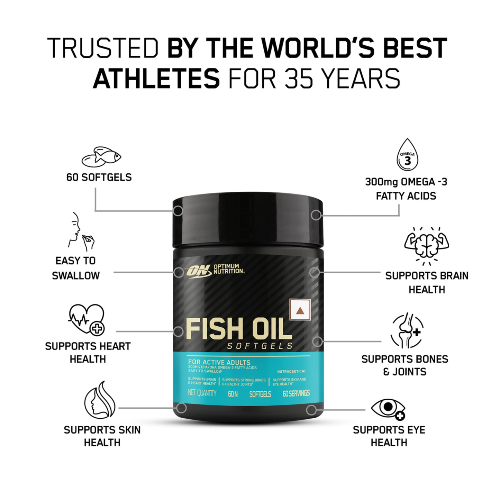 TRUSTED BY THE WORLD'S BEST
ATHLETES FOR 35 YEARS
60 SOFTGELS
OMEGA
3
300mg OMEGA -3
FATTY ACIDS
EASY TO
SWALLOW
SUPPORTS BRAIN
HEALTH
ON OPTIMUM
NUTRITION.
FISH OIL
SOFTGELS
SUPPORTS HEART
HEALTH
SUPPORTS BONES
& JOINTS
FOR ACTIVE ADULTS
NET QUANTITY 60N SOFTGELS 60 SERVINGS
SUPPORTS SKIN
HEALTH
SUPPORTS EYE
HEALTH